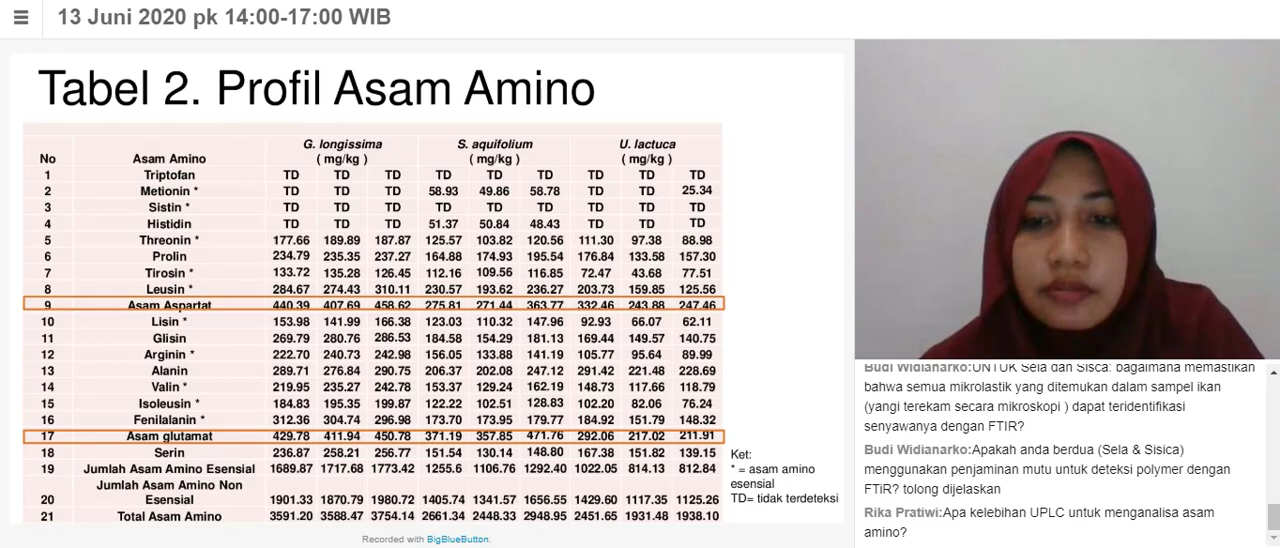 13 Juni 2020 pk 14:00-17:00 WIB
Tabel 2. Profil Asam Amino
G. longissima S. aquifolium U. lactuca
No Asam Amino ( mg/kg ) ( mg/kg ) ( mg/kg )
1 Triptofan TD TD TD TD TD TD TD TD TD
2 Metionin * TD TD TD 58.93 49.86 58.78 TD TD 25.34
3 Sistin * TD TD TD TD TD TD TD TD TD
4 Histidin TD TD TD 51.37 50.84 48.43 TD TD TD
5 Threonin * 177.66 189.89 187.87 125.57 103.82 120.56 111.30 97.38 88.98
6 Prolin 234.79 235.35 237.27 164.88 174.93 195.54 176.84 133.58 157.30
7 Tirosin * 133.72 135.28 126.45 112.16 109.56 116.85 72.47 43.68 77.51
8 Leusin * 284.67 274.43 310.11 230.57 193.62 236.27 203.73 159.85 125.56
9 Asam Aspartat 440.39 407.69 458.62 275.81 271.44 363.77 332.46 243.88 247.46
10 Lisin * 153.98 141.99 166.38 123.03 110.32 147.96 92.93 66.07 62.11
11 Glisin 269.79 280.76 286.53 184.58 154.29 181.13 169.44 149.57 140.75
12 Arginin * 222.70 240.73 242.98 156.05 133.88 141.19 105.77 95.64 89.99
13 Alanin 289.71 276.84 290.75 206.37 202.08 247.12 291.42 221.48 228.69
14 Valin * 219.95 235.27 242.78 153.37 129.24 162.19 148.73 117.66 118.79
15 Isoleusin * 184.83 195.35 199.87 122.22 102.51 128.83 102.20 82.06 76.24
16 Fenilalanin * 312.36 304.74 296.98 173.70 173.95 179.77 184.92 151.79 148.32
17 Asam glutamat 429.78 411.94 450.78 371.19 357.85 471.76 292.06 217.02 211.91
18 Serin 236.87 258.21 256.77 151.54 130.14 148.80 167.38 151.82 139.15
19 Jumlah Asam Amino Esensial 1689.87 1717.68 1773.42 1255.6 1106.76 1292.40 1022.05 814.13 812.84
Jumlah Asam Amino Non
20 Esensial 1901.33 1870.79 1980.72 1405.74 1341.57 1656.55 1429.60 1117.35 1125.26
21 Total Asam Amino 3591.20 3588.47 3754.14 2661.34 2448.33 2948.95 2451.65 1931.48 1938.10
Ket:
* = asam amino
esensial
TD= tidak terdeteksi
Recorded with BigBlueButton.
Budi Widianarko:UNTUK Sela dan Sisca: bagaimana memastikan
bahwa semua mikrolastik yang ditemukan dalam sampel ikan
(yangi terekam secara mikroskopi ) dapat teridentifikasi
senyawanya dengan FTIR?
Budi Widianarko:Apakah anda berdua (Sela & Sisica)
menggunakan penjaminan mutu untuk deteksi polymer dengan
FTiR? tolong dijelaskan
Rika Pratiwi:Apa kelebihan UPLC untuk menganalisa asam
amino?